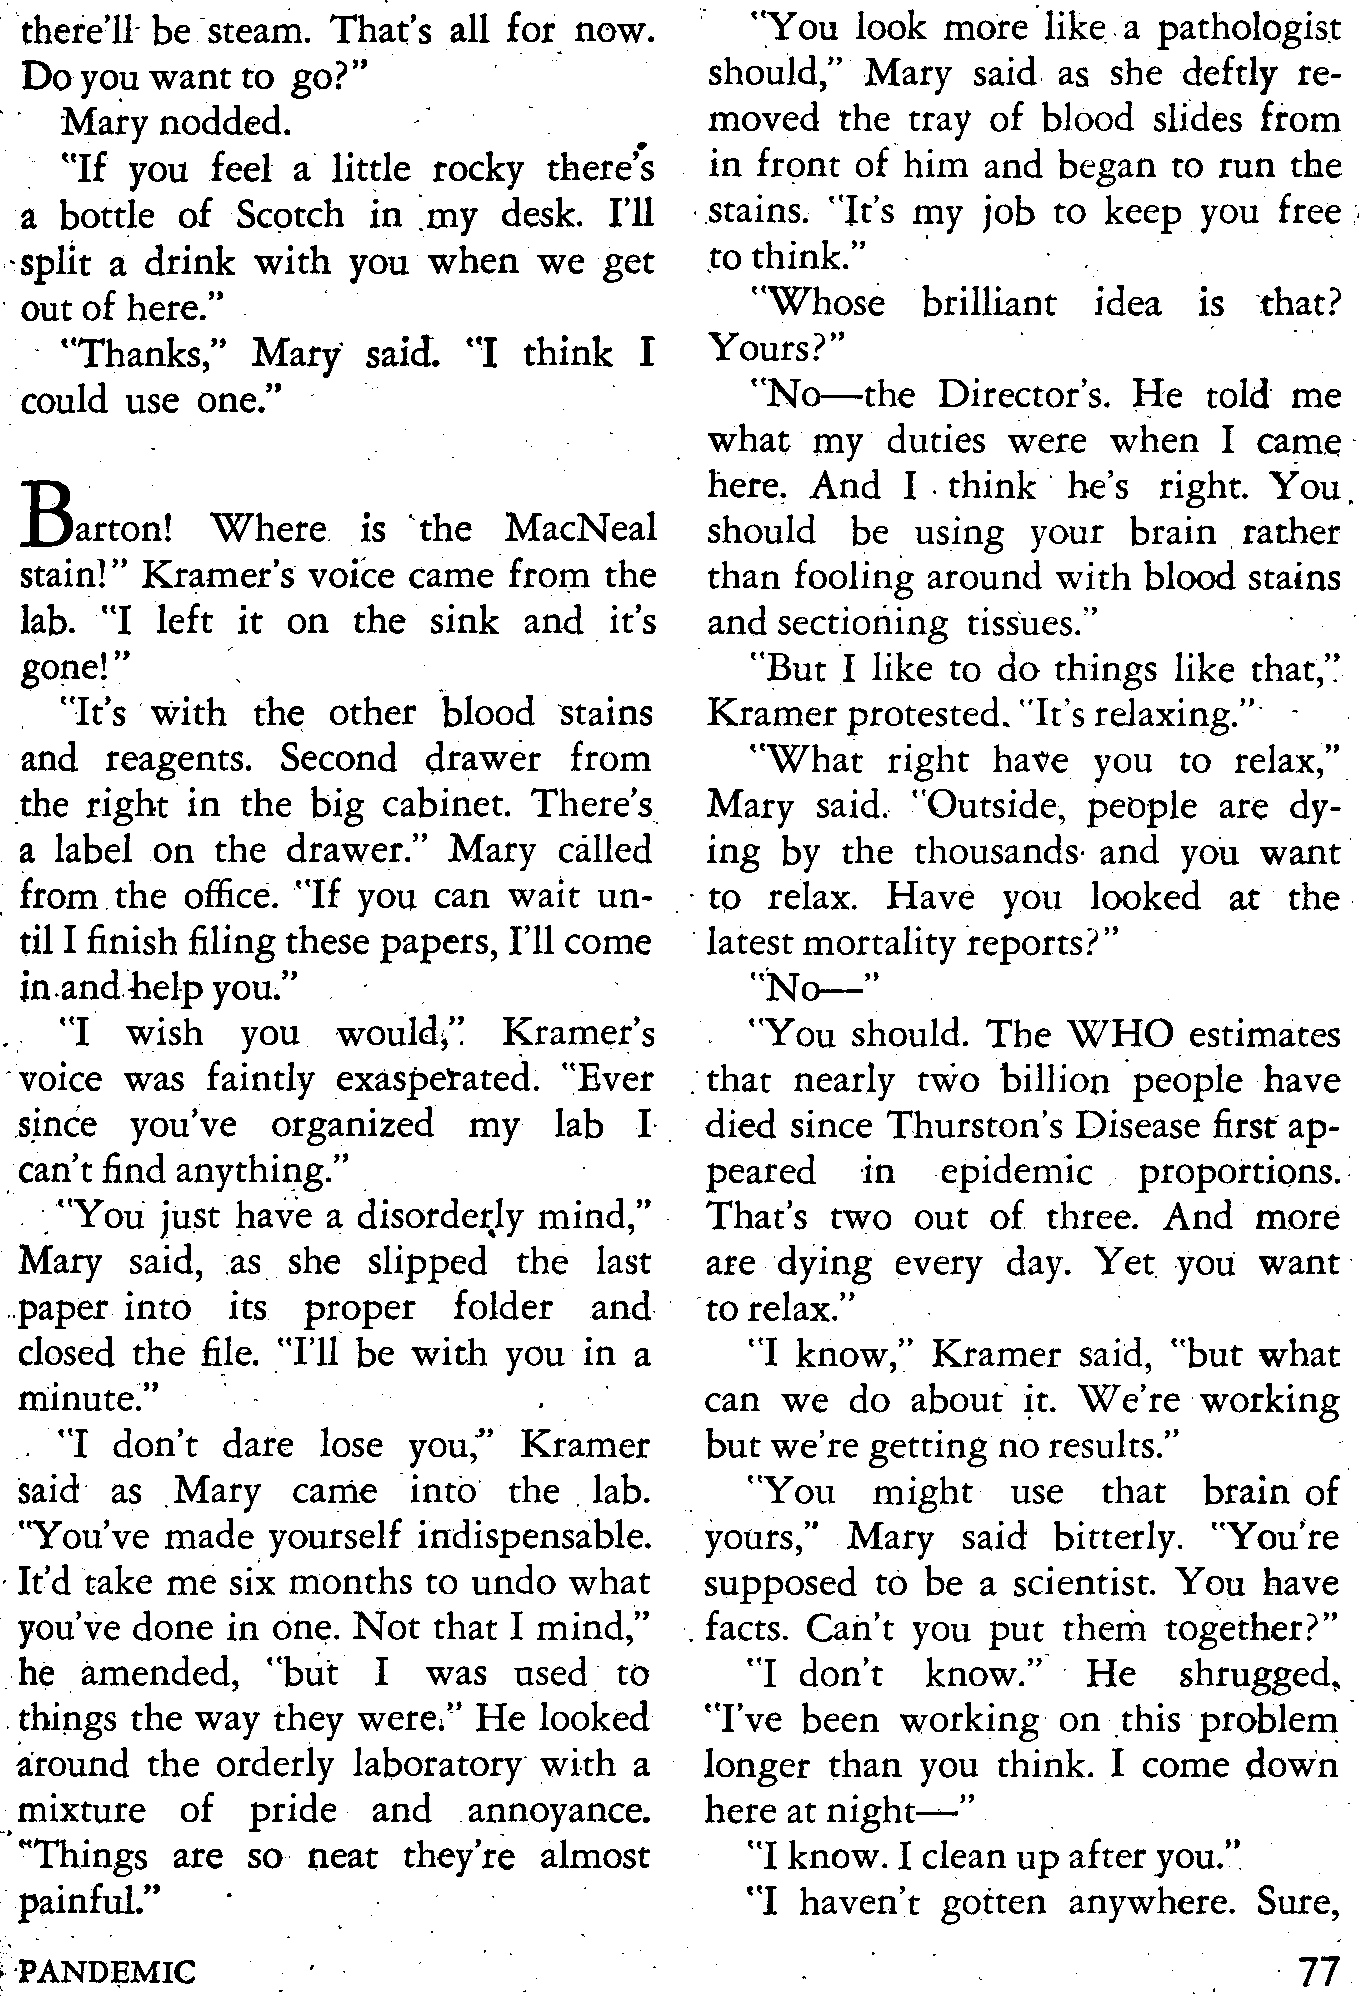 there'll be steam. That's all for now.
Do you want to go?"
Mary nodded.
"If you feel a little rocky there's
a bottle of Scotch in my desk. I'll
split a drink with you when we get
out of here."
"Thanks," Mary said. "I think I
could use one."
Barton! Where is the MacNeal
stain!" Kramer's voice came from the
lab. "I left it on the sink and it's
gone!"
"It's with the other blood stains
and reagents. Second drawer from
the right in the big cabinet. There's
a label on the drawer." Mary called
from the office. "If you can wait un-
til I finish filing these papers, I'll come
in and help you."
"I wish you would," Kramer's
voice was faintly exasperated. "Ever
since you've organized my lab I
can't find anything."
"You just have a disorderly mind,"
Mary said, as she slipped the last
paper into its proper folder and
closed the file. "I'll be with you in a
minute."
"I don't dare lose you," Kramer
said as Mary came into the lab.
"You've made yourself indispensable.
It'd take me six months to undo what
you've done in one. Not that I mind,"
he amended, "but I was used to
things the way they were." He looked
around the orderly laboratory with a
mixture of pride and annoyance.
"Things are so neat they're almost
painful."
"You look more like a pathologist
should," Mary said as she deftly re-
moved the tray of blood slides from
in front of him and began to run the
stains. "It's my job to keep you free
to think."
"Whose brilliant idea is that?
Yours?"
"No—the Director's. He told me
what my duties were when I came
here. And I think he's right. You
should be using your brain rather
than fooling around with blood stains
and sectioning tissues."
"But I like to do things like that,"
Kramer protested. "It's relaxing."
"What right have you to relax,"
Mary said. "Outside, people are dy-
ing by the thousands and you want
to relax. Have you looked at the
latest mortality reports?"
"No—"
"You should. The WHO estimates
that nearly two billion people have
died since Thurston's Disease first ap-
peared in epidemic proportions.
That's two out of three. And more
are dying every day. Yet you want
to relax."
"I know," Kramer said, "but what
can we do about it. We're working
but we're getting no results."
"You might use that brain of
yours," Mary said bitterly. "You're
supposed to be a scientist. You have
facts. Can't you put them together?"
"I don't know." He shrugged,
"I've been working on this problem
longer than you think. I come down
here at night—"
"I know. I clean up after you."
"I haven't gotten anywhere. Sure,
PANDEMIC
77